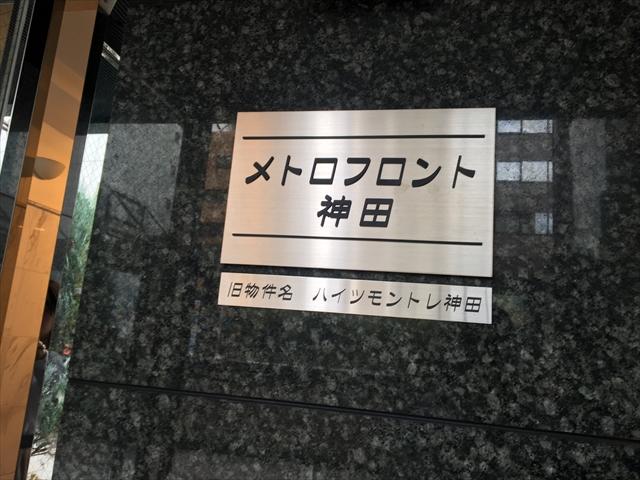 メトロフロント
神田
旧物件名　ハイツモントレ神田